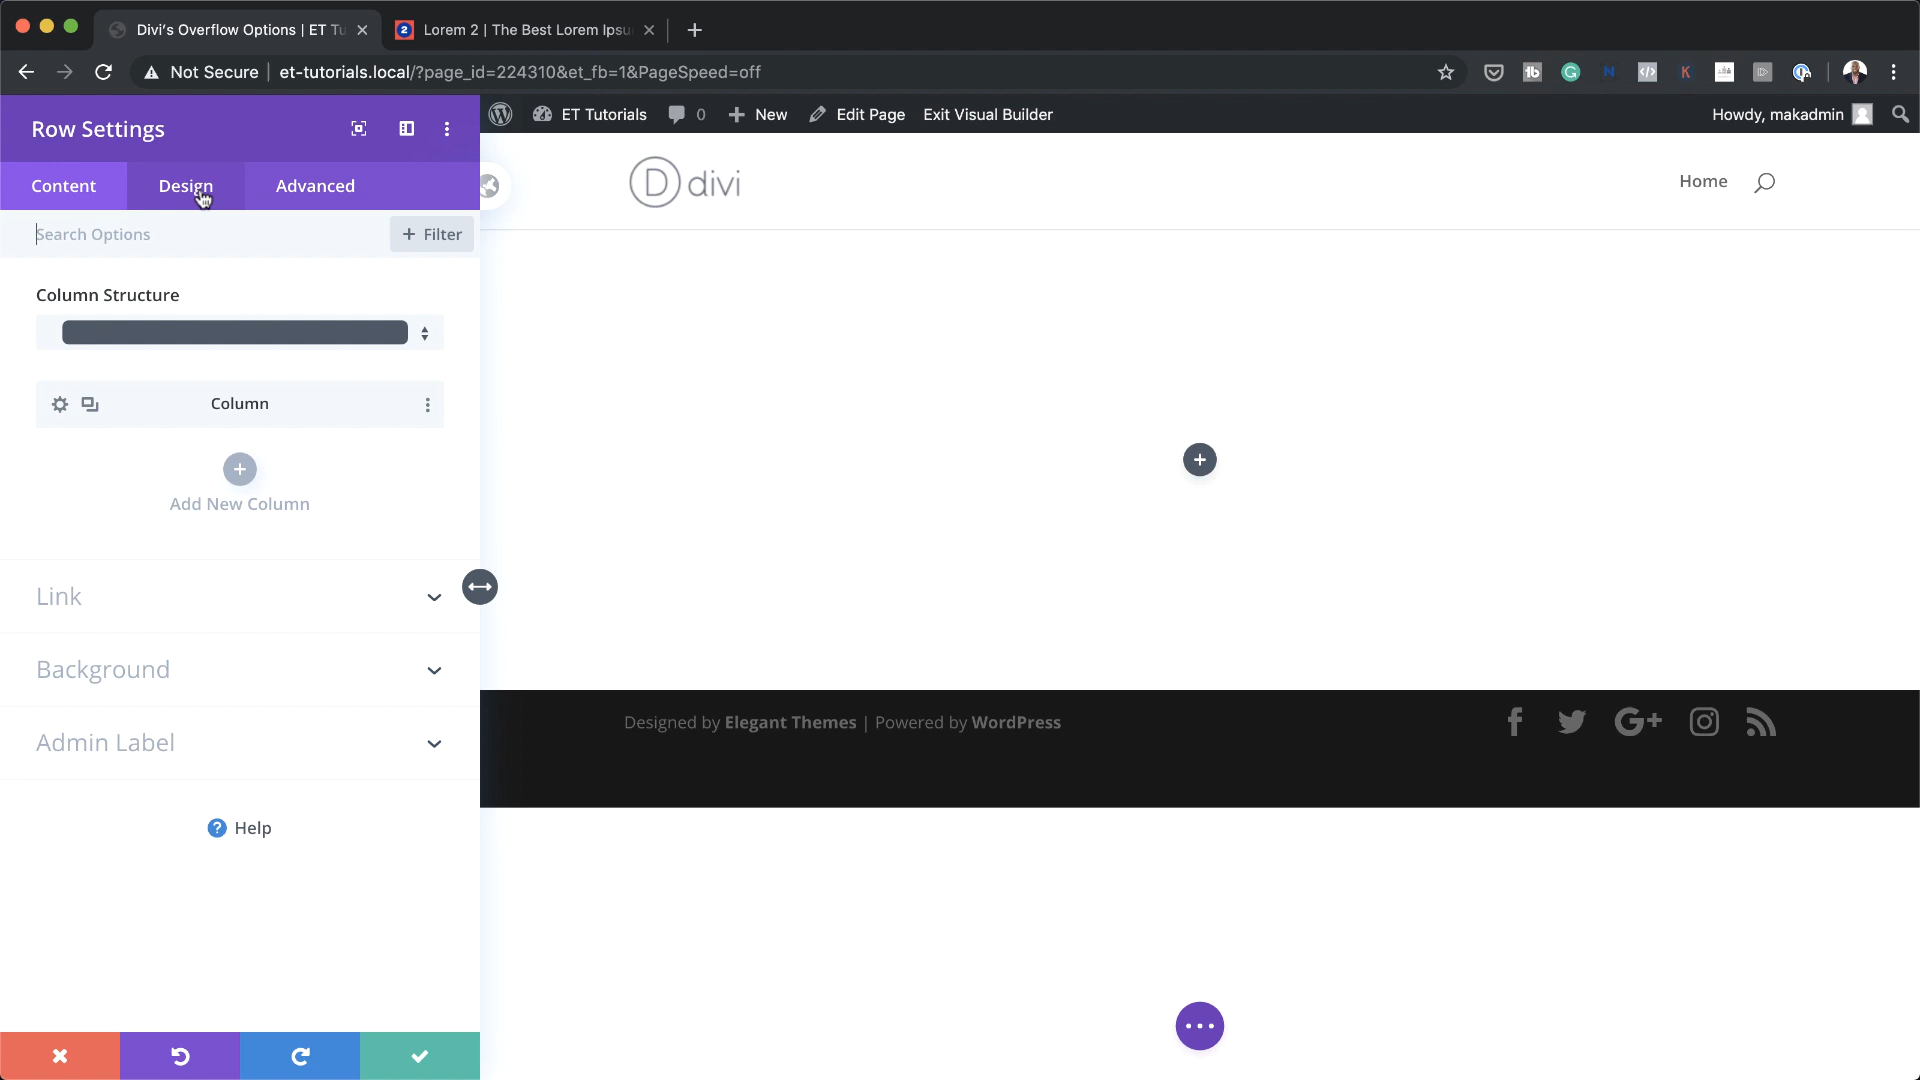 Divi's Overflow Options | ET Tu
Lorem 2 | The Best Lorem Ipsu
Not Secure
et-tutorials.local/?page_id=224310&et_fb=1&PageSpeed=off
Row Settings
ET Tutorials
0
New
Edit Page
Exit Visual Builder
Howdy, makadmin
Content
Design
Advanced
D divi
Home
Search Options
+ Filter
Column Structure
Column
Add New Column
Link
Background
Designed by Elegant Themes | Powered by WordPress
Admin Label
? Help